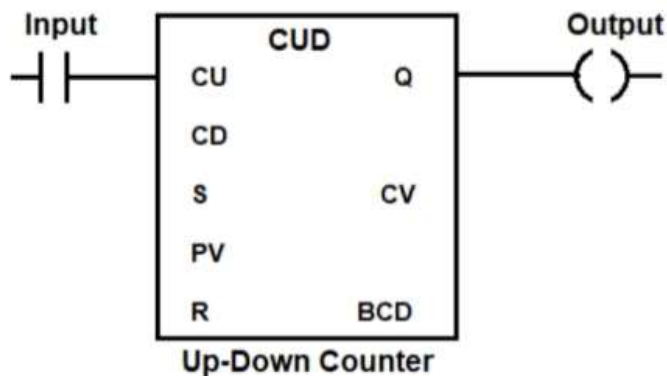 Input
Output
CUD
CU
Q
CD
S
CV
PV
R
BCD
Up-Down Counter